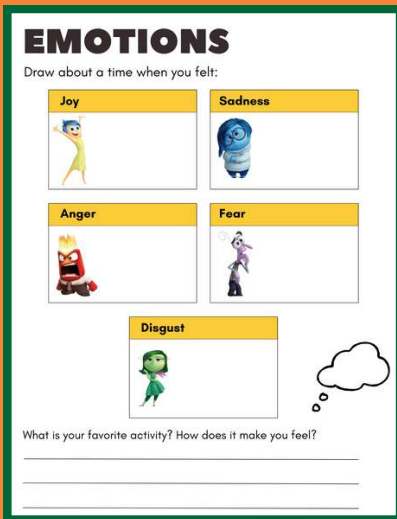 EMOTIONS
Draw about a time when you felt:
Joy
Sadness
Anger
Fear
Disgust
What is your favorite activity? How does it make you feel?